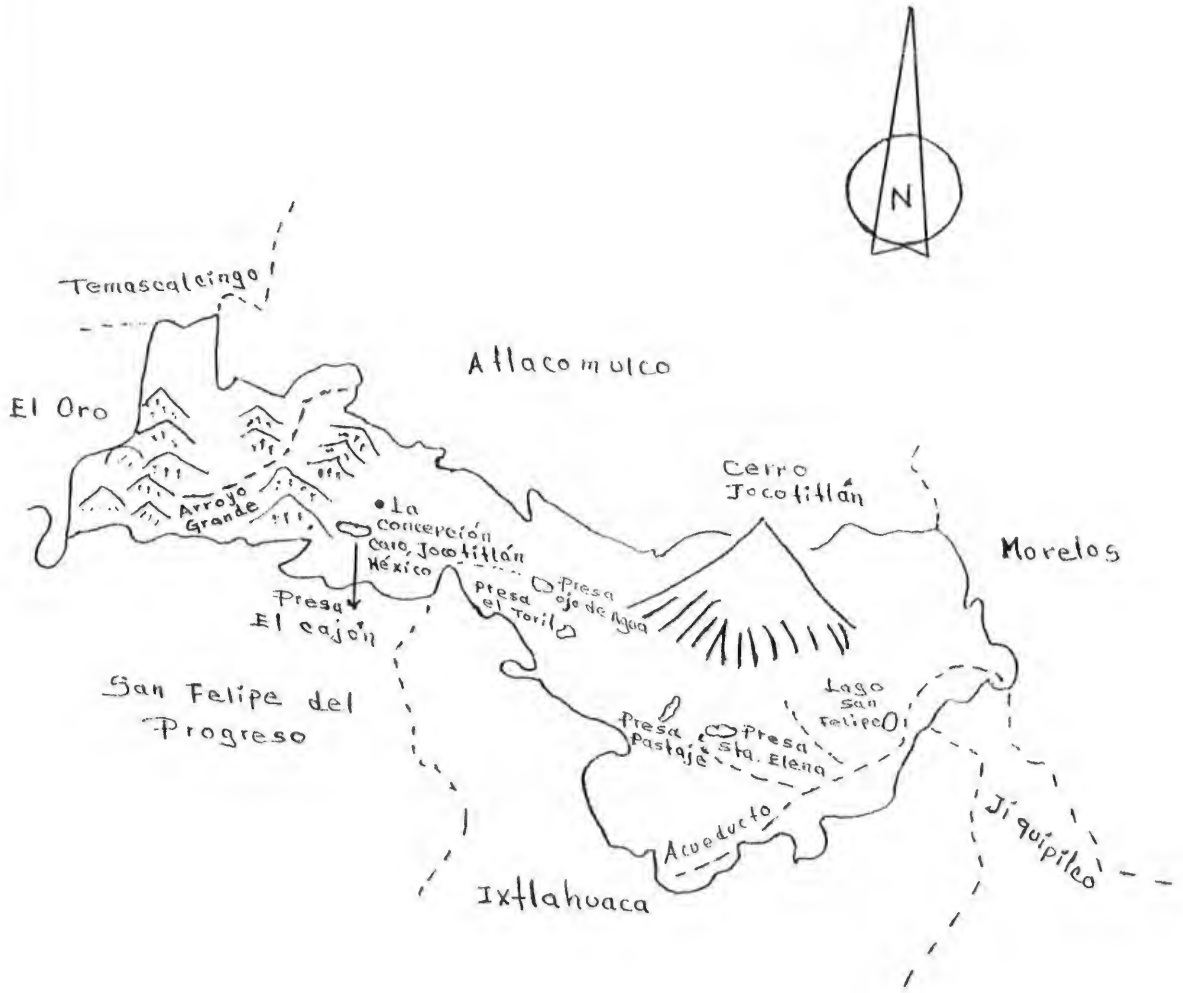 N
Temascalcingo
Atlacomulco
El Oro
Cerro
Jocotitlán
Morelos
Arroyo
Grande
La
Concepción
Caro, Jocotitlán
México
Presa
ojo de Agua
Presa
el Toril
Presa
El cajón
San Felipe del
Progreso
Lago
San
Felipe
Presa
Pastaje
Presa
Sta. Elena
Acueducto
Jiquipilco
Ixtlahuaca